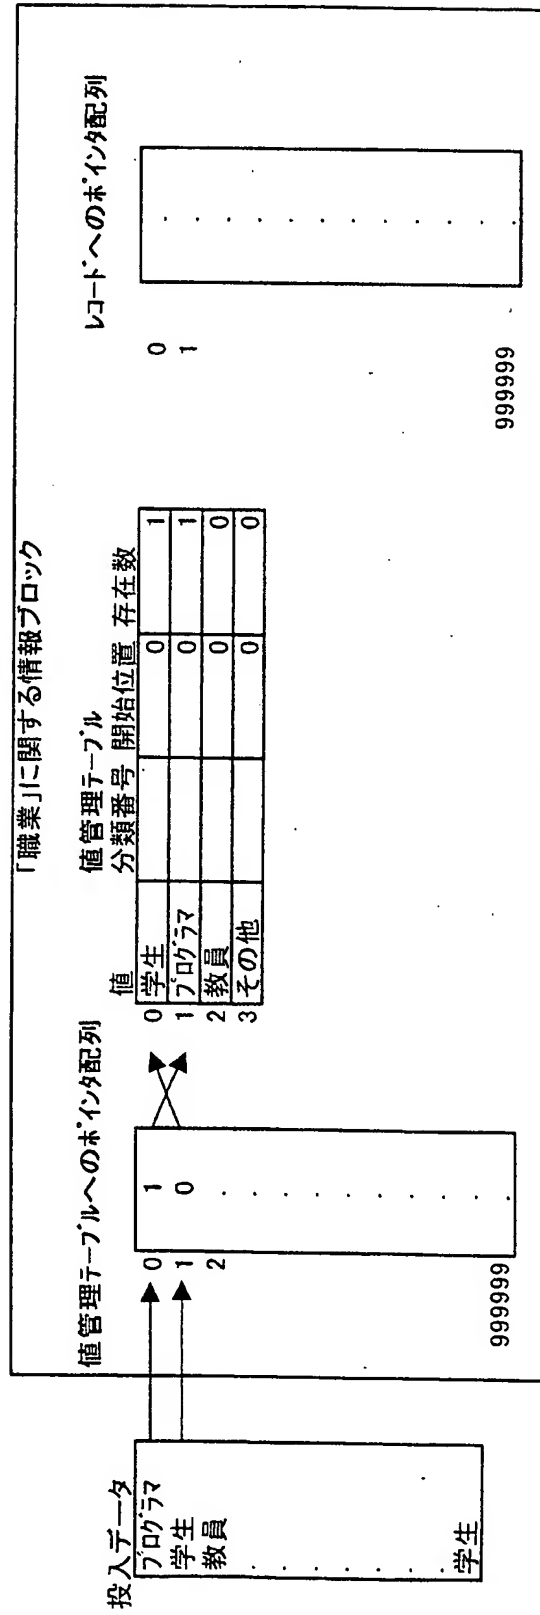 「職業」に関する情報ブロック
投入データ
プログラマ
学生
教員
学生
値管理テーブルへのポインタ配列
0 1
1 0
2
999999
値管理テーブル
値 分類番号 開始位置 存在数
0 学生 0 1
1 プログラマ 0 1
2 教員 0 0
3 その他 0 0
レコードへのポインタ配列
0
1
999999